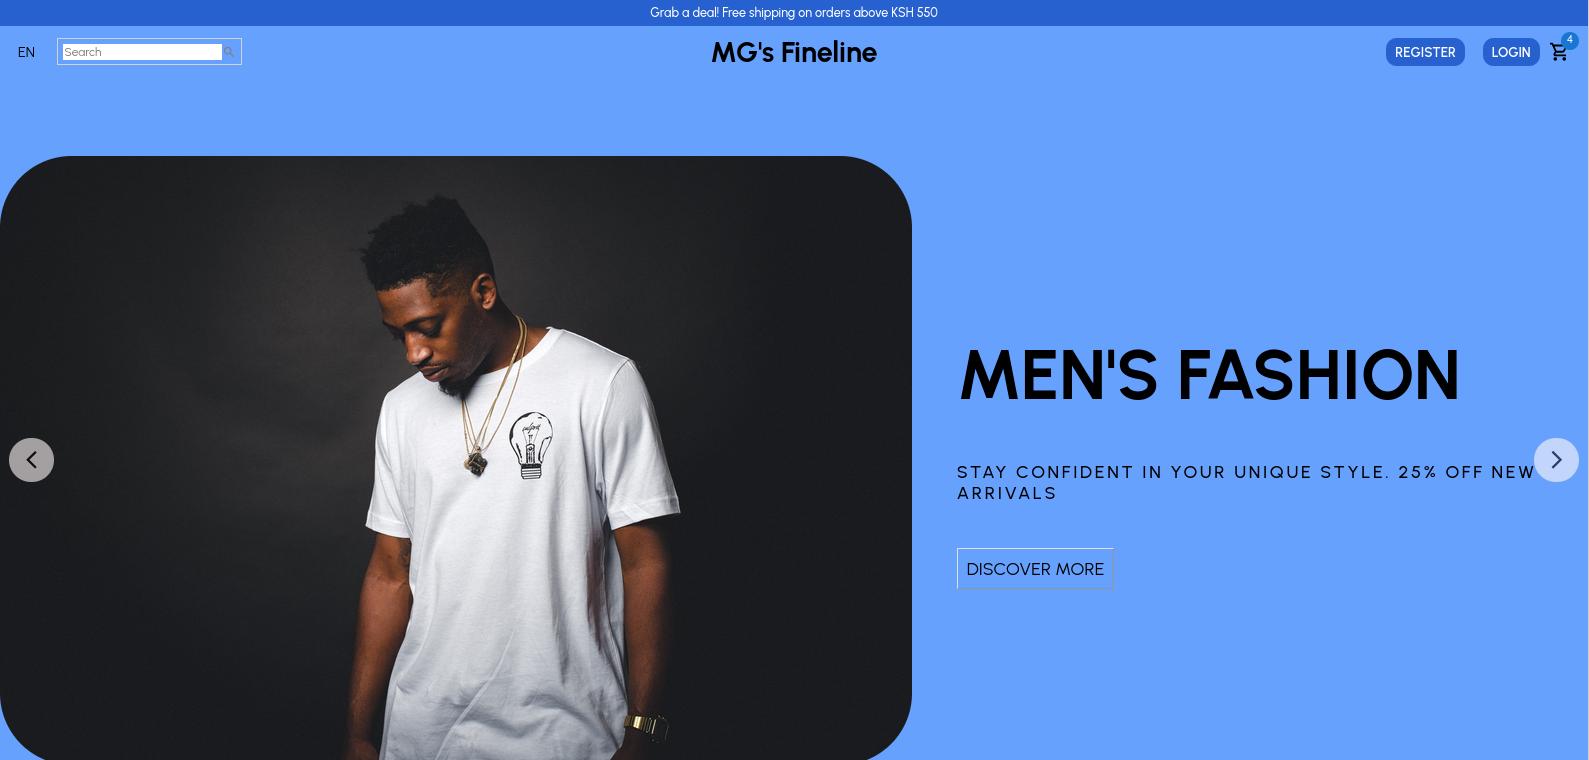 Grab a deal! Free shipping on orders above KSH 550
EN
Search
MG's Fineline
REGISTER
LOGIN
4
MEN'S FASHION
STAY CONFIDENT IN YOUR UNIQUE STYLE. 25% OFF NEW
ARRIVALS
DISCOVER MORE